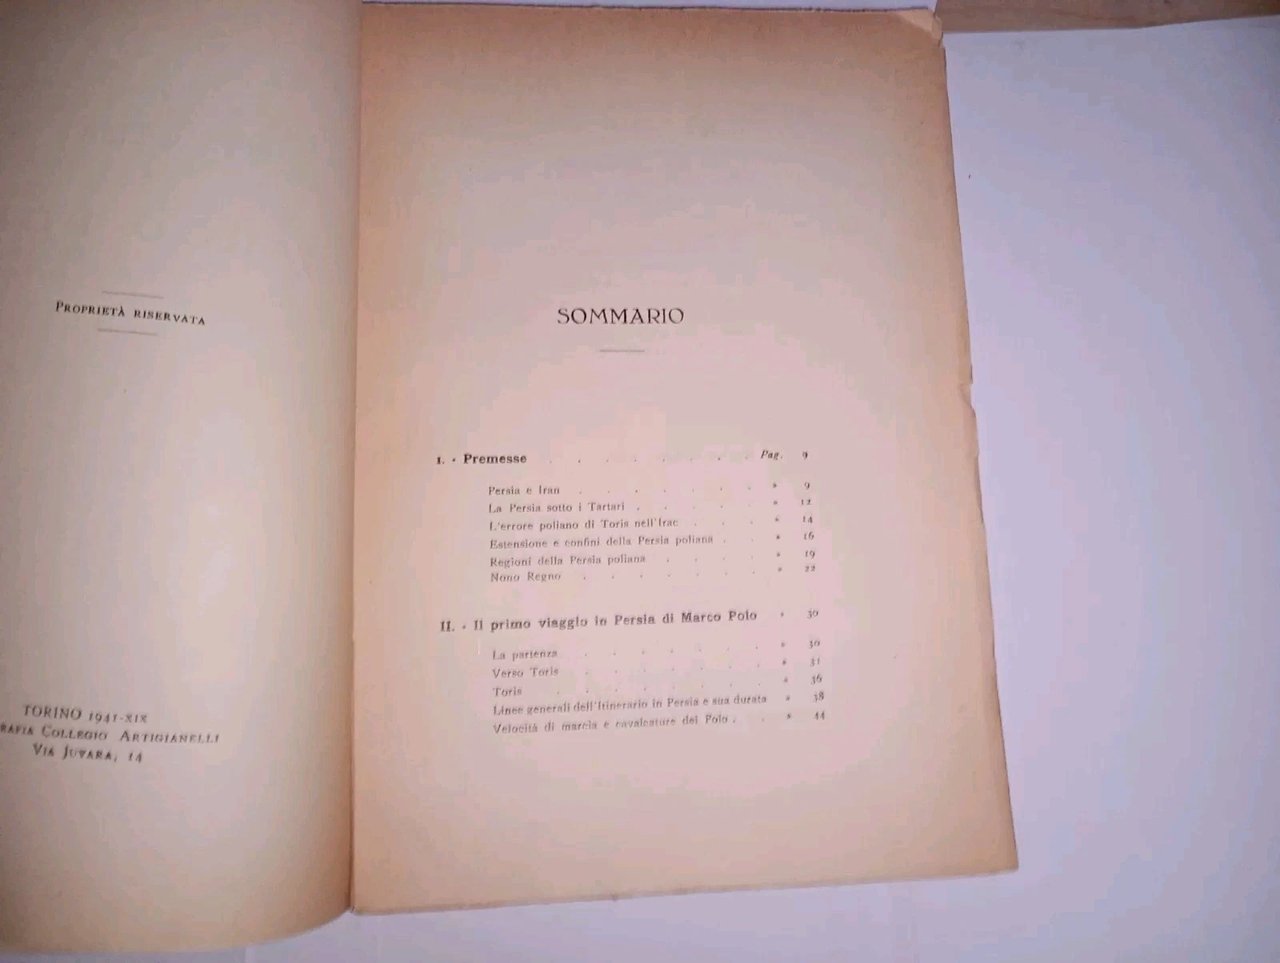 PROPRIETÀ RISERVATA
TORINO 1941-XIX
RAFIA COLLEGIO ARTIGIANELLI
VIA JUVARA, 14
SOMMARIO
I. - Premesse . . . . . . . . Pag. 9
Persia e Iran . . . . . . . » 9
La Persia sotto i Tartari . . . . . » 12
L'errore poliano di Toris nell'Irac . . . » 14
Estensione e confini della Persia poliana . . » 16
Regioni della Persia poliana . . . . » 19
Nono Regno . . . . . . . » 22
II. - Il primo viaggio in Persia di Marco Polo » 30
La partenza . . . . . . . » 30
Verso Toris . . . . . . . » 31
Toris . . . . . . . » 36
Linee generali dell'Itinerario in Persia e sua durata » 38
Velocità di marcia e cavalcature dei Polo . . » 44